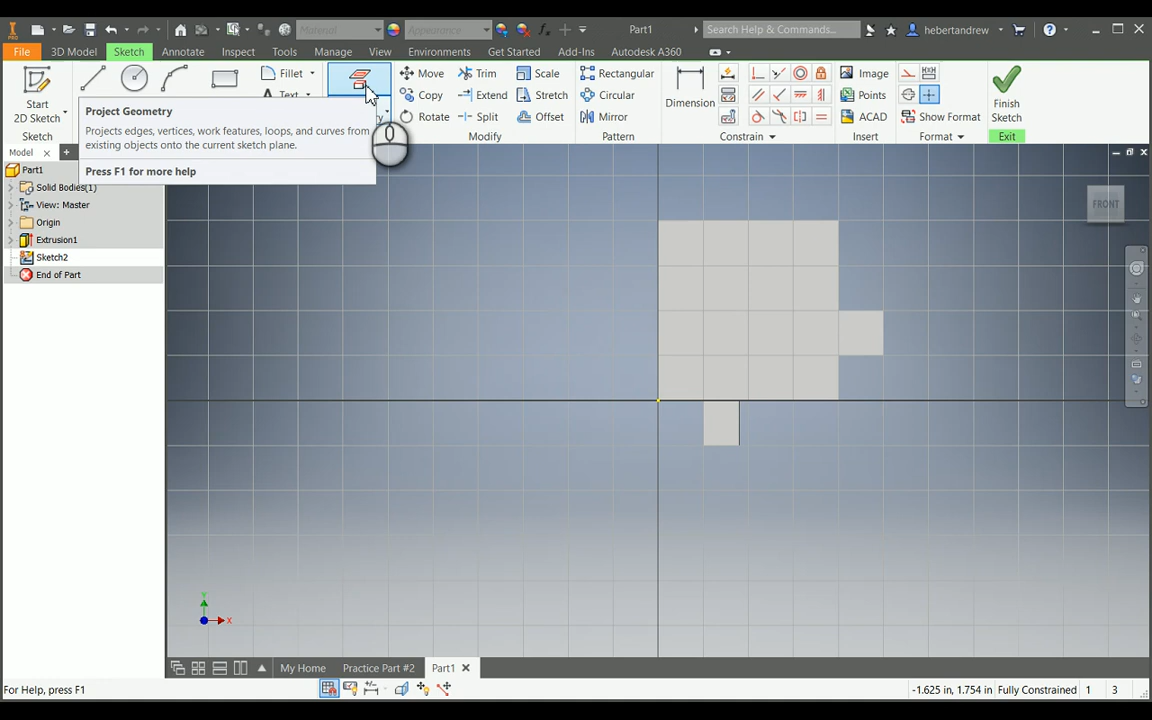 Material
Appearance
Part1
Search Help & Commands...
hebertandrew
File
3D Model
Sketch
Annotate
Inspect
Tools
Manage
View
Environments
Get Started
Add-Ins
Autodesk A360
Start
2D Sketch
Sketch
Fillet
Text
Move
Copy
Rotate
Trim
Extend
Split
Scale
Stretch
Offset
Modify
Rectangular
Circular
Mirror
Pattern
Dimension
Constrain
Image
Points
ACAD
Insert
Show Format
Format
Finish
Sketch
Exit
Project Geometry
Projects edges, vertices, work features, loops, and curves from
existing objects onto the current sketch plane.
Press F1 for more help
Model
Part1
Solid Bodies(1)
View: Master
Origin
Extrusion1
Sketch2
End of Part
FRONT
Y
X
My Home
Practice Part #2
Part1
For Help, press F1
-1.625 in, 1.754 in Fully Constrained 1 3